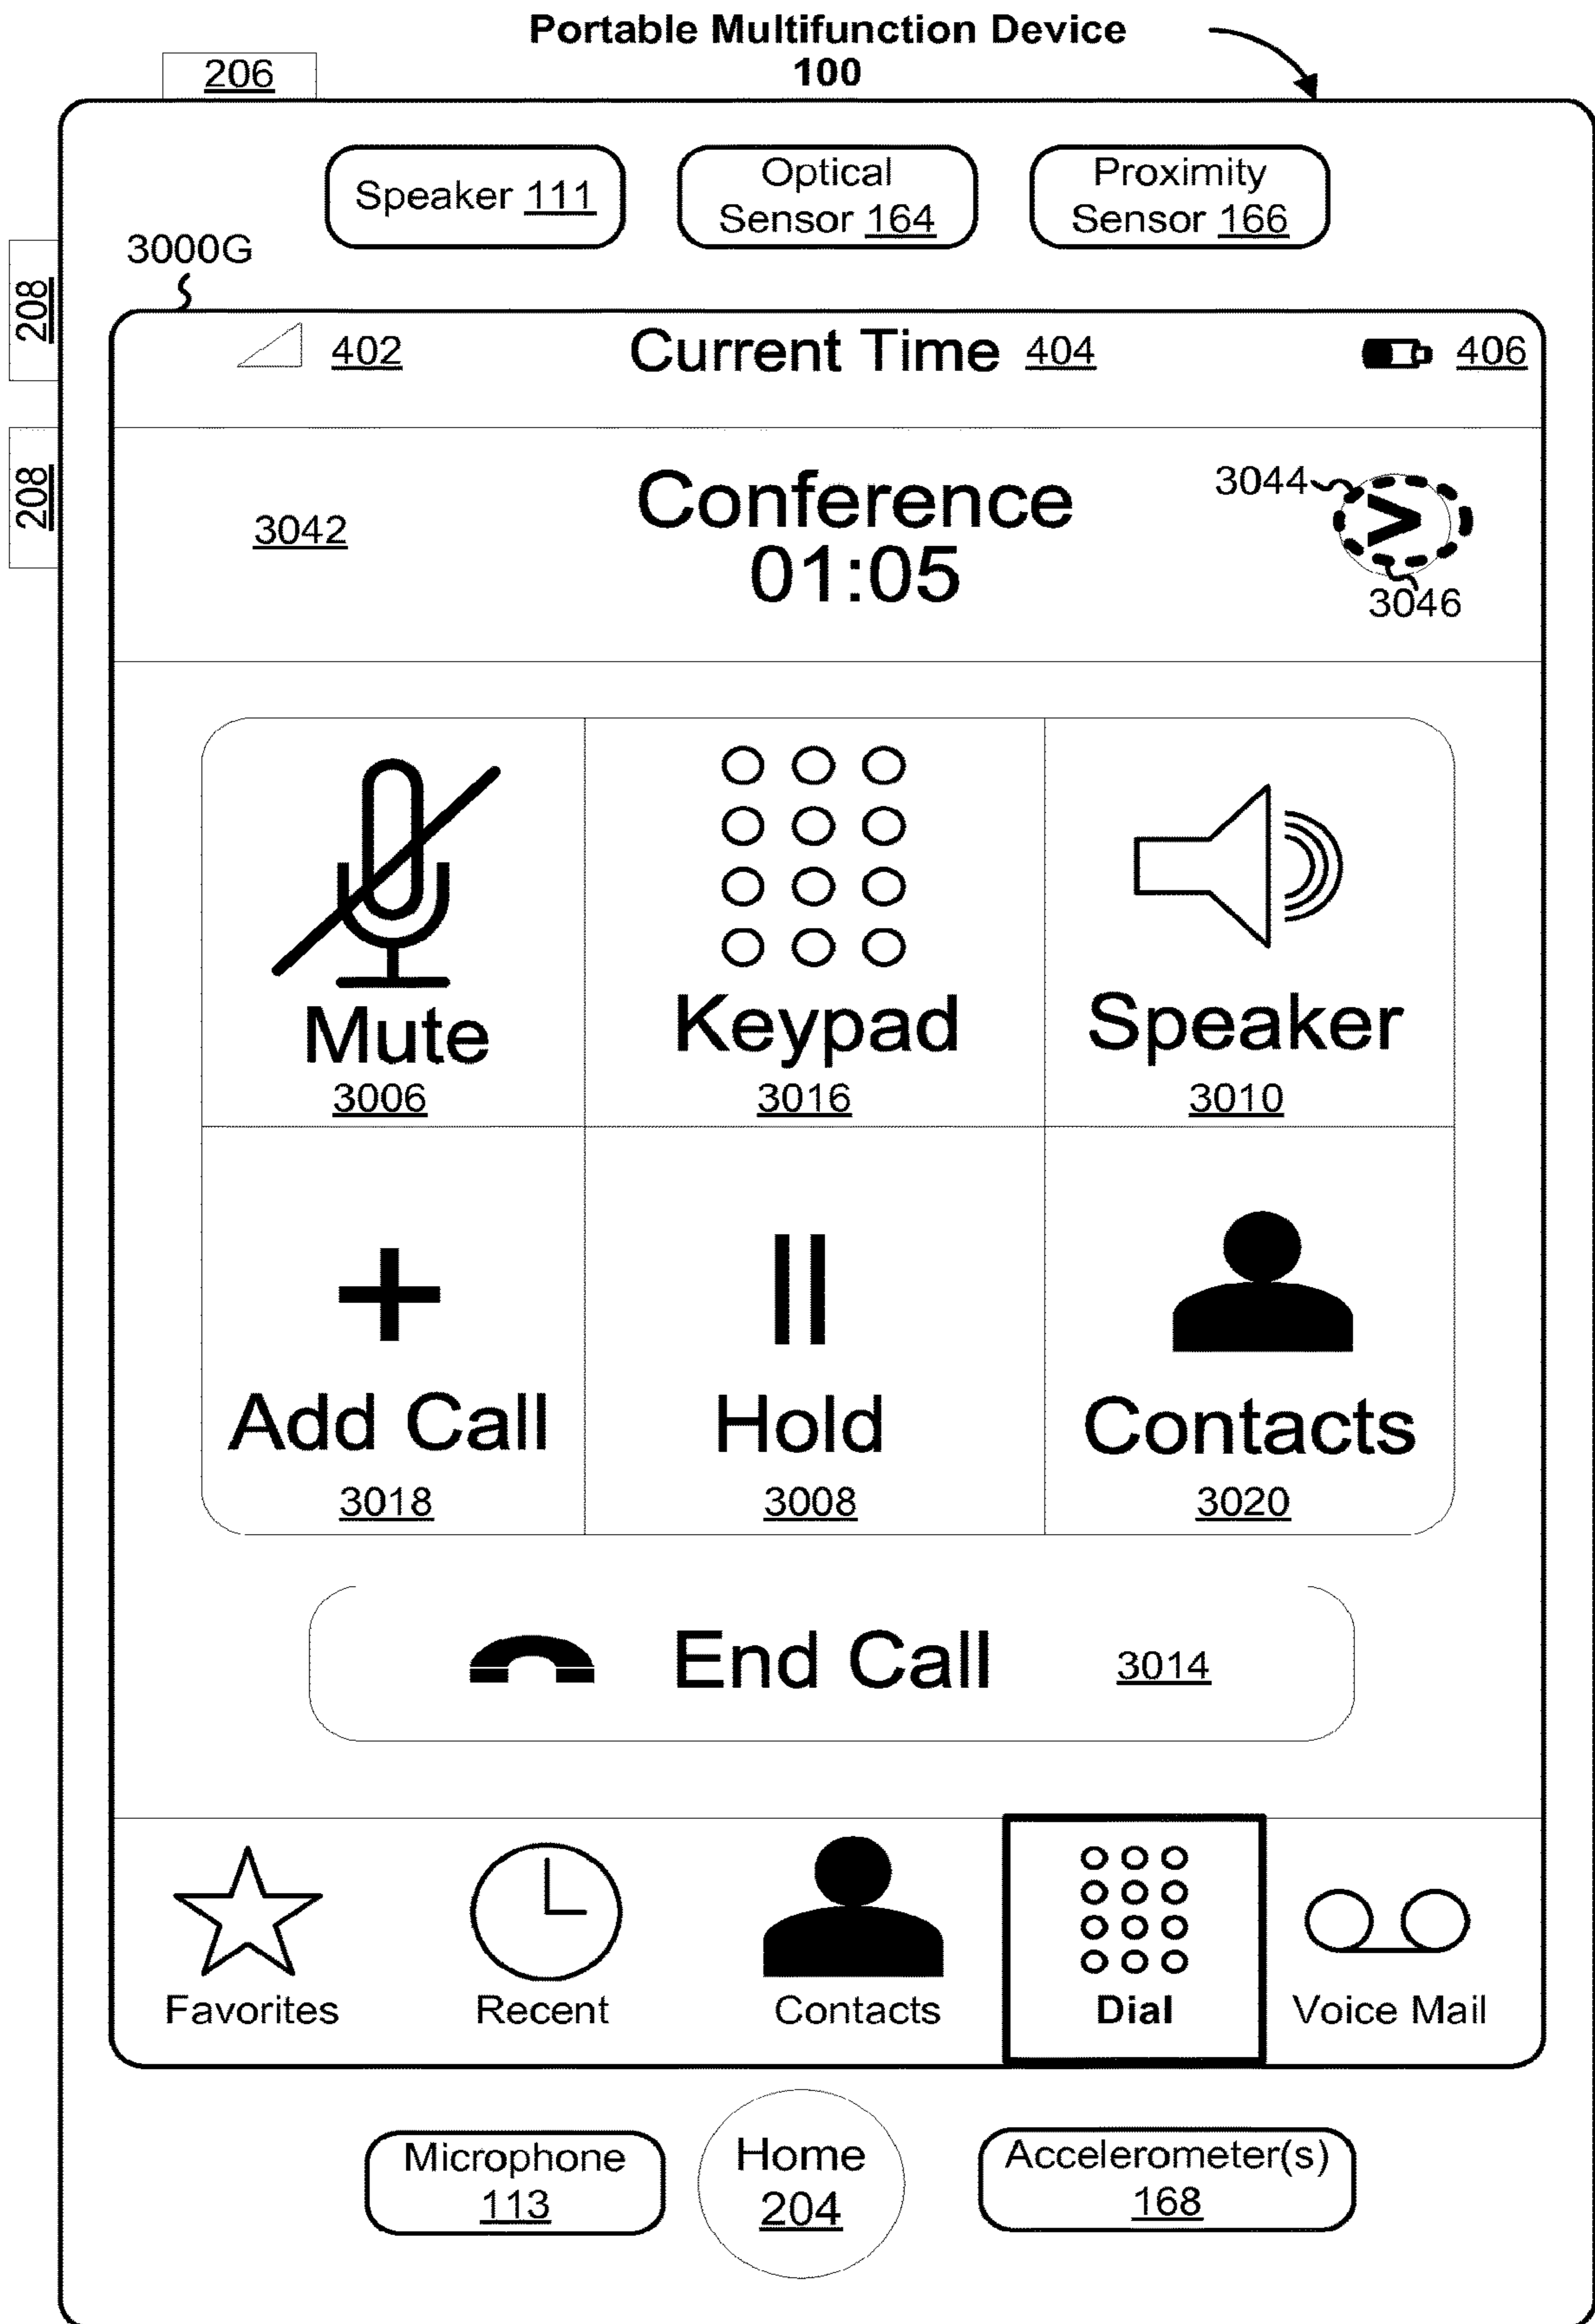 Portable Multifunction Device
100
206
Speaker 111
Optical
Sensor 164
Proximity
Sensor 166
3000G
208
402
Current Time 404
406
208
3042
Conference
01:05
3044
>
3046
Mute
3006
Keypad
3016
Speaker
3010
Add Call
3018
Hold
3008
Contacts
3020
End Call 3014
Favorites
Recent
Contacts
Dial
Voice Mail
Microphone
113
Home
204
Accelerometer(s)
168